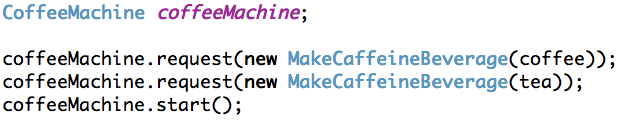 CoffeeMachine coffeeMachine;
coffeeMachine.request(new MakeCaffeineBeverage(coffee));
coffeeMachine.request(new MakeCaffeineBeverage(tea));
coffeeMachine.start();